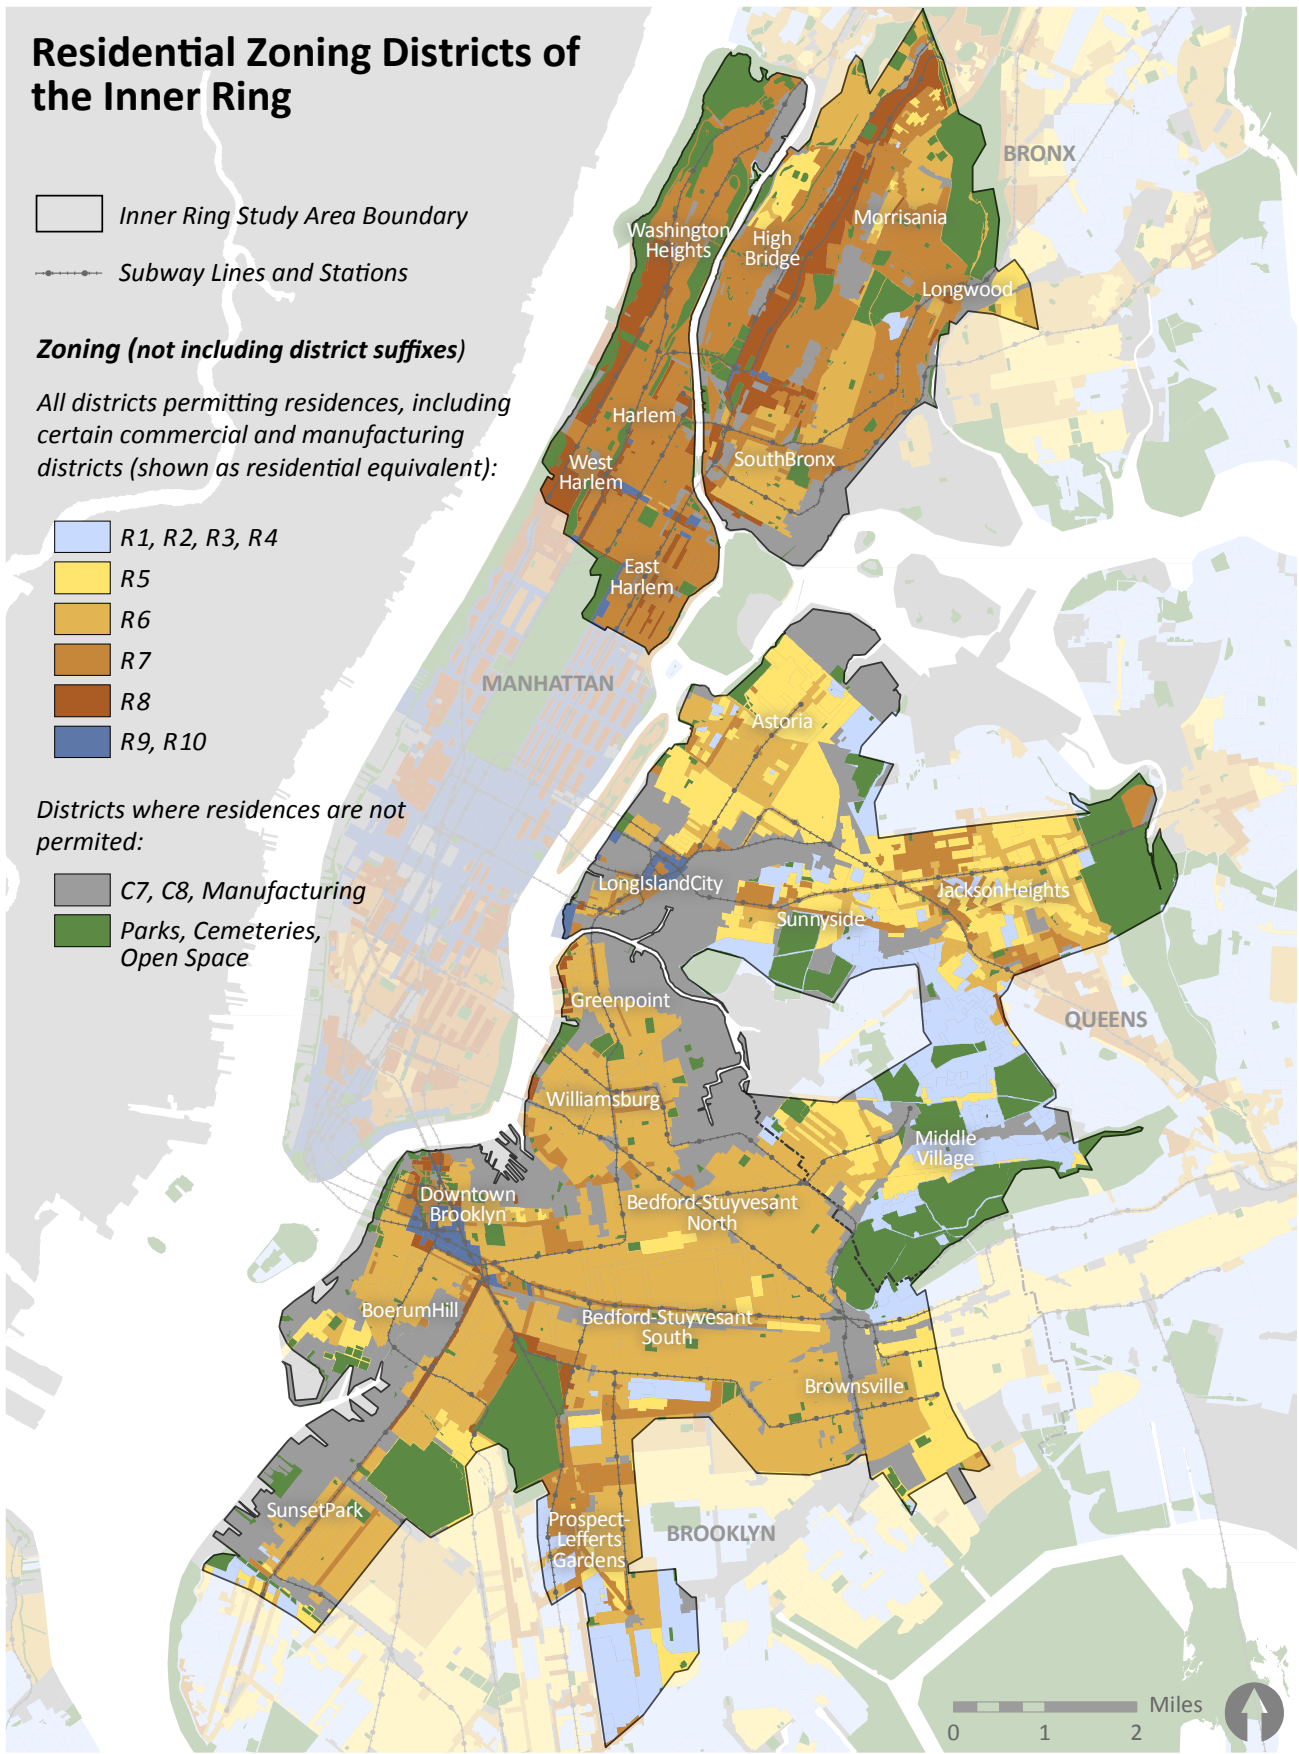 Residential Zoning Districts of
the Inner Ring
Inner Ring Study Area Boundary
Subway Lines and Stations
Zoning (not including district suffixes)
All districts permitting residences, including
certain commercial and manufacturing
districts (shown as residential equivalent):
R1, R2, R3, R4
R5
R6
R7
R8
R9, R10
Districts where residences are not
permited:
C7, C8, Manufacturing
Parks, Cemeteries,
Open Space
BRONX
Washington
Heights
High
Bridge
Morrisania
Longwood
Harlem
West
Harlem
SouthBronx
East
Harlem
MANHATTAN
Astoria
LongIslandCity
JacksonHeights
Sunnyside
Greenpoint
QUEENS
Williamsburg
Middle
Village
Downtown
Brooklyn
Bedford-Stuyvesant
North
BoerumHill
Bedford-Stuyvesant
South
Brownsville
SunsetPark
Prospect-
Lefferts
Gardens
BROOKLYN
Miles
0 1 2